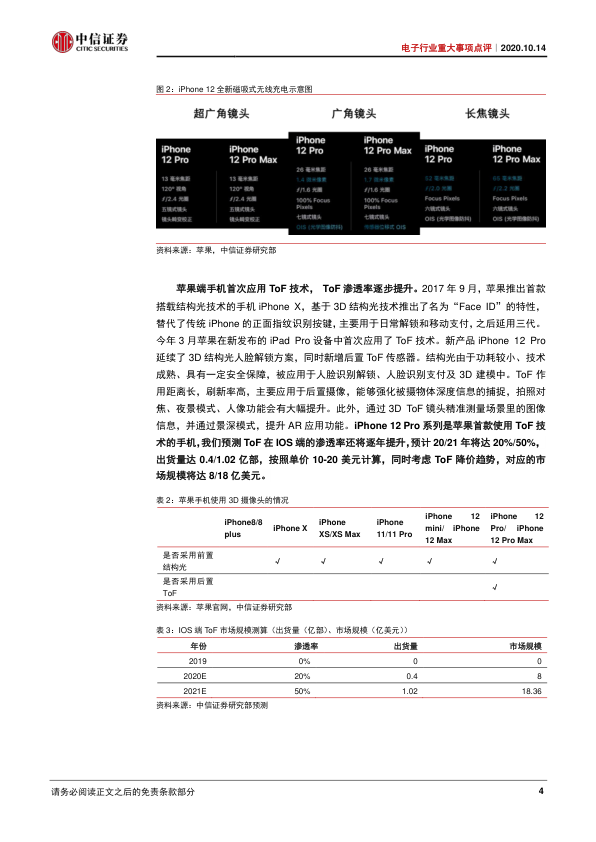 中信证券
CITIC SECURITIES
电子行业重大事项点评｜2020.10.14
图 2：iPhone 12 全新磁吸式无线充电示意图
超广角镜头 广角镜头 长焦镜头
iPhone 12 Pro
13 毫米焦距
120° 视角
ƒ/2.4 光圈
五镜式镜头
镜头畸变校正
iPhone 12 Pro Max
13 毫米焦距
120° 视角
ƒ/2.4 光圈
五镜式镜头
镜头畸变校正
iPhone 12 Pro
26 毫米焦距
1.4 微米像素
ƒ/1.6 光圈
100% Focus Pixels
七镜式镜头
OIS (光学图像防抖)
iPhone 12 Pro Max
26 毫米焦距
1.7 微米像素
ƒ/1.6 光圈
100% Focus Pixels
七镜式镜头
传感器位移式 OIS
iPhone 12 Pro
52 毫米焦距
ƒ/2.0 光圈
Focus Pixels
六镜式镜头
OIS (光学图像防抖)
iPhone 12 Pro Max
65 毫米焦距
ƒ/2.2 光圈
Focus Pixels
六镜式镜头
OIS (光学图像防抖)
资料来源：苹果，中信证券研究部
苹果端手机首次应用 ToF 技术， ToF 渗透率逐步提升。2017 年 9 月，苹果推出首款
搭载结构光技术的手机 iPhone X，基于 3D 结构光技术推出了名为“Face ID”的特性，
替代了传统 iPhone 的正面指纹识别按键，主要用于日常解锁和移动支付，之后延用三代。
今年 3 月苹果在新发布的 iPad Pro 设备中首次应用了 ToF 技术。新产品 iPhone 12 Pro
延续了 3D 结构光人脸解锁方案，同时新增后置 ToF 传感器。结构光由于功耗较小、技术
成熟、具有一定安全保障，被应用于人脸识别解锁、人脸识别支付及 3D 建模中。ToF 作
用距离长，刷新率高，主要应用于后置摄像，能够强化被摄物体深度信息的捕捉，拍照对
焦、夜景模式、人像功能会有大幅提升。此外，通过 3D ToF 镜头精准测量场景里的图像
信息，并通过景深模式，提升 AR 应用功能。iPhone 12 Pro 系列是苹果首款使用 ToF 技
术的手机，我们预测 ToF 在 IOS 端的渗透率还将逐年提升，预计 20/21 年将达 20%/50%，
出货量达 0.4/1.02 亿部，按照单价 10-20 美元计算，同时考虑 ToF 降价趋势，对应的市
场规模将达 8/18 亿美元。
表 2：苹果手机使用 3D 摄像头的情况
iPhone8/8 plus iPhone X iPhone XS/XS Max iPhone 11/11 Pro iPhone 12 mini/ iPhone 12 Max iPhone 12 Pro/ iPhone 12 Pro Max
是否采用前置结构光 √ √ √ √ √
是否采用后置 ToF √
资料来源：苹果官网，中信证券研究部
表 3：IOS 端 ToF 市场规模测算（出货量（亿部）、市场规模（亿美元））
年份 渗透率 出货量 市场规模
2019 0% 0 0
2020E 20% 0.4 8
2021E 50% 1.02 18.36
资料来源：中信证券研究部预测
请务必阅读正文之后的免责条款部分 4